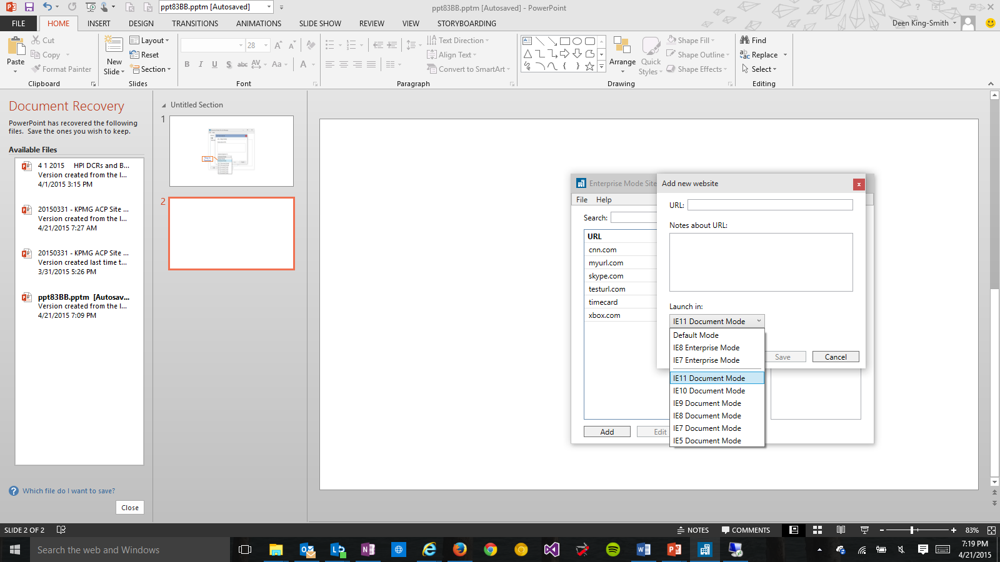 ppt83BB.pptm [Autosaved]
ppt83BB.pptm [Autosaved] - PowerPoint
FILE
HOME
INSERT
DESIGN
TRANSITIONS
ANIMATIONS
SLIDE SHOW
REVIEW
VIEW
STORYBOARDING
Deen King-Smith
Paste
Cut
Copy
Format Painter
Clipboard
New
Slide
Layout
Reset
Section
Slides
28
Font
Text Direction
Align Text
Convert to SmartArt
Paragraph
Arrange
Quick
Styles
Shape Fill
Shape Outline
Shape Effects
Drawing
Find
Replace
Select
Editing
Document Recovery
PowerPoint has recovered the following
files. Save the ones you wish to keep.
Available Files
4 1 2015 HPI DCRs and B...
Version created from the l...
4/1/2015 3:15 PM
20150331 - KPMG ACP Site ...
Version created from the l...
4/21/2015 7:27 AM
20150331 - KPMG ACP Site ...
Version created last time t...
3/31/2015 5:26 PM
ppt83BB.pptm [Autosav...
Version created from the l...
4/21/2015 7:09 PM
Which file do I want to save?
Close
Untitled Section
1
2
Enterprise Mode Site
File Help
Search:
URL
cnn.com
myurl.com
skype.com
testurl.com
timecard
xbox.com
Add
Edit
Add new website
x
URL:
Notes about URL:
Launch in:
IE11 Document Mode
Default Mode
IE8 Enterprise Mode
IE7 Enterprise Mode
IE11 Document Mode
IE10 Document Mode
IE9 Document Mode
IE8 Document Mode
IE7 Document Mode
IE5 Document Mode
Save
Cancel
SLIDE 2 OF 2
NOTES
COMMENTS
83%
Search the web and Windows
7:19 PM
4/21/2015